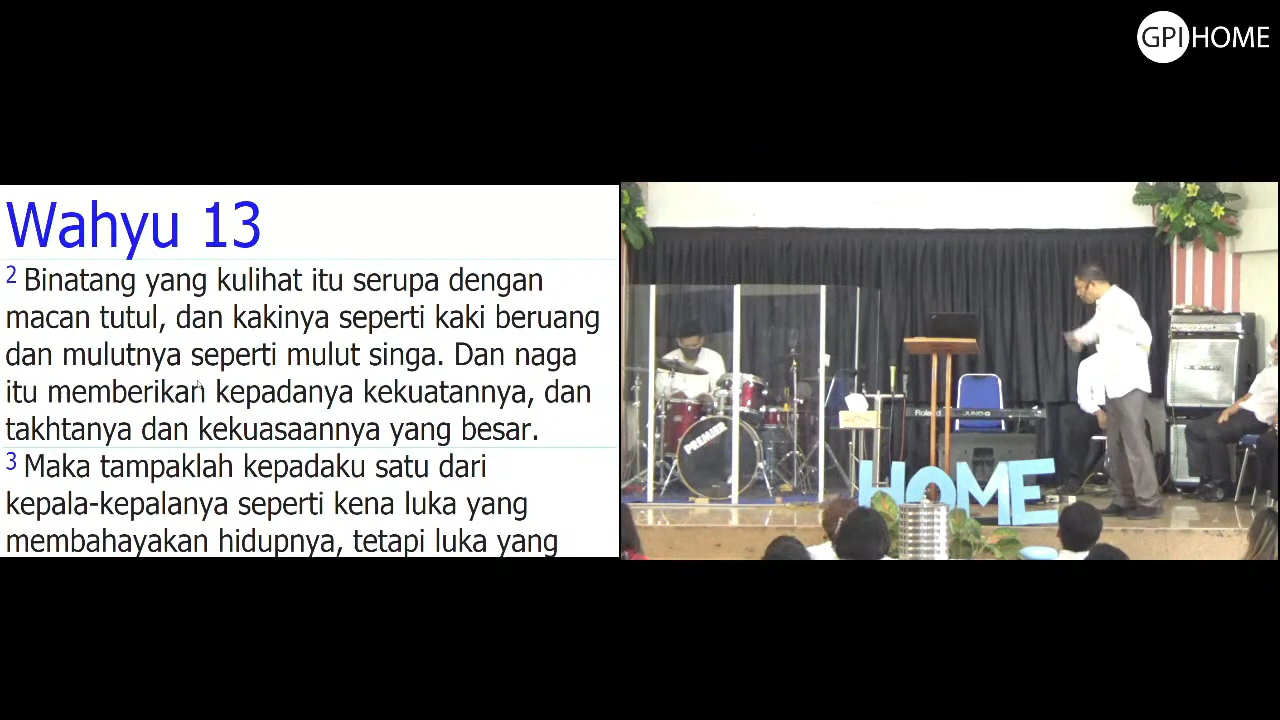 GPI HOME
Wahyu 13
2 Binatang yang kulihat itu serupa dengan
macan tutul, dan kakinya seperti kaki beruang
dan mulutnya seperti mulut singa. Dan naga
itu memberikan kepadanya kekuatannya, dan
takhtanya dan kekuasaannya yang besar.
3 Maka tampaklah kepadaku satu dari
kepala-kepalanya seperti kena luka yang
membahayakan hidupnya, tetapi luka yang
Roland
JUNO-G
PREMIER
HOME